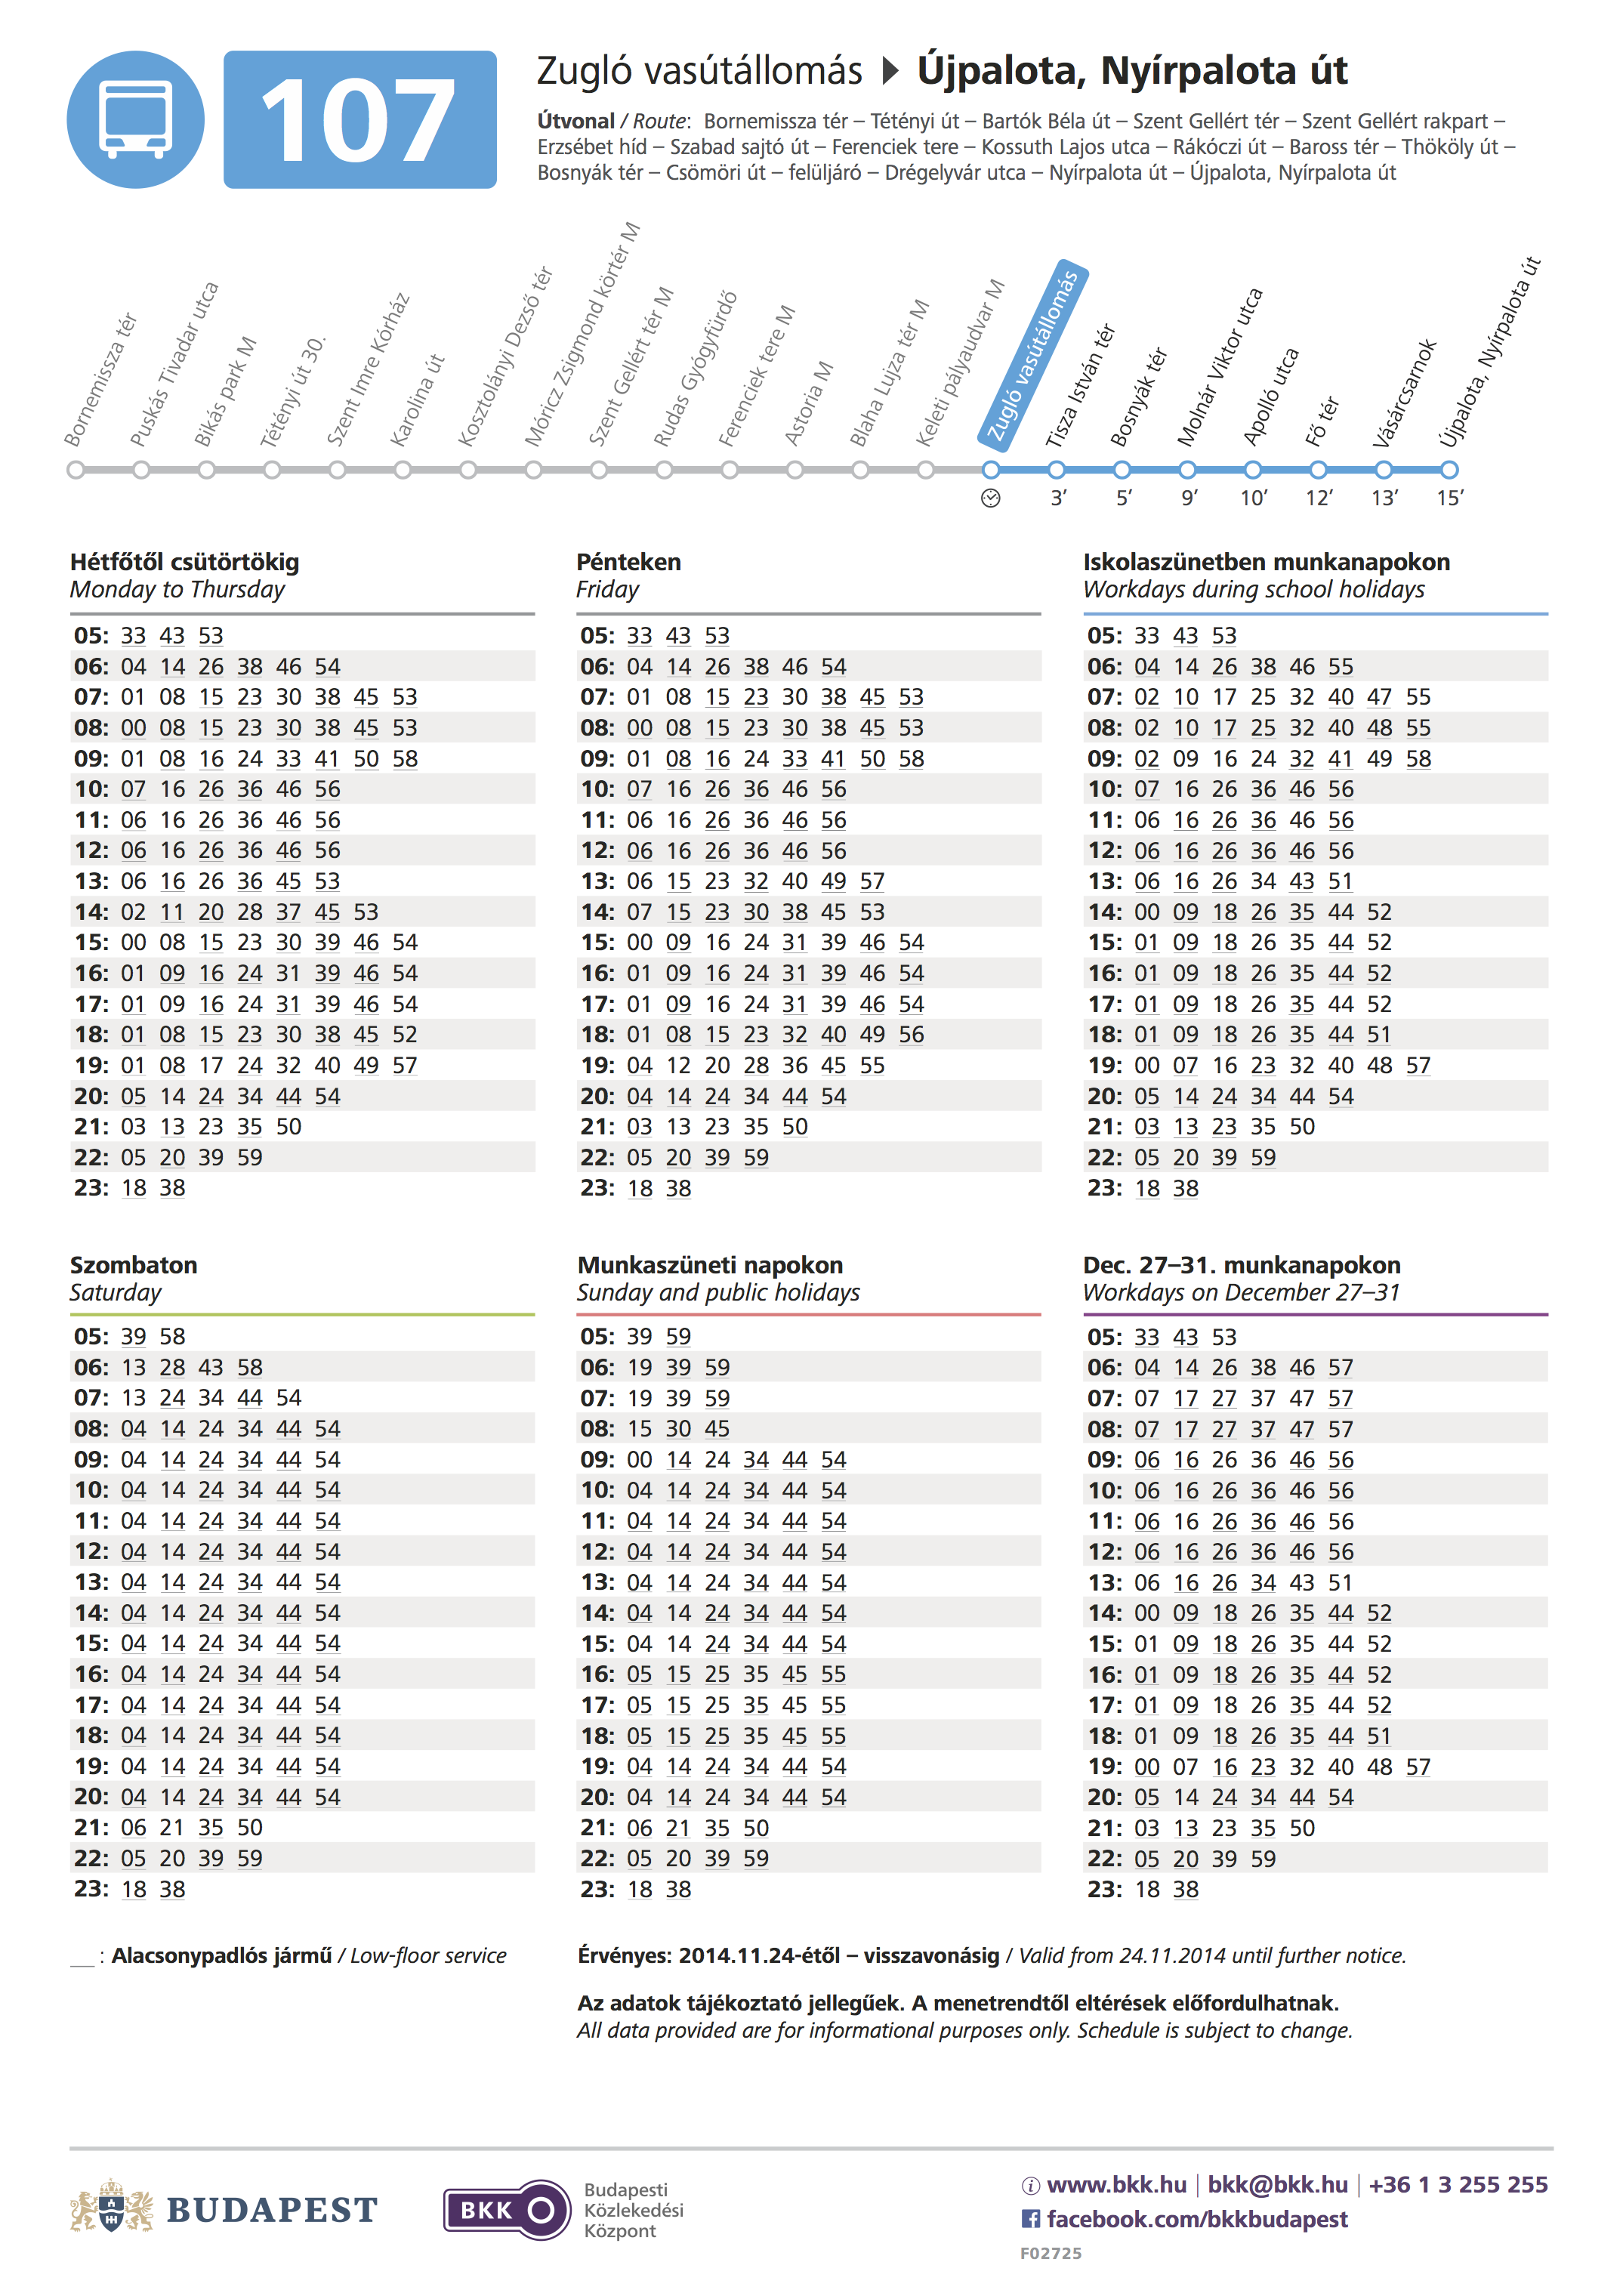 107
Zugló vasútállomás ▶ Újpalota, Nyírpalota út
Útvonal / Route: Bornemissza tér – Tétényi út – Bartók Béla út – Szent Gellért tér – Szent Gellért rakpart –
Erzsébet híd – Szabad sajtó út – Ferenciek tere – Kossuth Lajos utca – Rákóczi út – Baross tér – Thököly út –
Bosnyák tér – Csömöri út – felüljáró – Drégelyvár utca – Nyírpalota út – Újpalota, Nyírpalota út
Bornemissza tér
Puskás Tivadar utca
Bikás park M
Tétényi út 30.
Szent Imre Kórház
Karolina út
Kosztolányi Dezső tér
Móricz Zsigmond körtér M
Szent Gellért tér M
Rudas Gyógyfürdő
Ferenciek tere M
Astoria M
Blaha Lujza tér M
Keleti pályaudvar M
Zugló vasútállomás
Tisza István tér
Bosnyák tér
Molnár Viktor utca
Apolló utca
Fő tér
Vásárcsarnok
Újpalota, Nyírpalota út
3’ 5’ 9’ 10’ 12’ 13’ 15’
Hétfőtől csütörtökig
Monday to Thursday
05: 33 43 53
06: 04 14 26 38 46 54
07: 01 08 15 23 30 38 45 53
08: 00 08 15 23 30 38 45 53
09: 01 08 16 24 33 41 50 58
10: 07 16 26 36 46 56
11: 06 16 26 36 46 56
12: 06 16 26 36 46 56
13: 06 16 26 36 45 53
14: 02 11 20 28 37 45 53
15: 00 08 15 23 30 39 46 54
16: 01 09 16 24 31 39 46 54
17: 01 09 16 24 31 39 46 54
18: 01 08 15 23 30 38 45 52
19: 01 08 17 24 32 40 49 57
20: 05 14 24 34 44 54
21: 03 13 23 35 50
22: 05 20 39 59
23: 18 38
Pénteken
Friday
05: 33 43 53
06: 04 14 26 38 46 54
07: 01 08 15 23 30 38 45 53
08: 00 08 15 23 30 38 45 53
09: 01 08 16 24 33 41 50 58
10: 07 16 26 36 46 56
11: 06 16 26 36 46 56
12: 06 16 26 36 46 56
13: 06 15 23 32 40 49 57
14: 07 15 23 30 38 45 53
15: 00 09 16 24 31 39 46 54
16: 01 09 16 24 31 39 46 54
17: 01 09 16 24 31 39 46 54
18: 01 08 15 23 32 40 49 56
19: 04 12 20 28 36 45 55
20: 04 14 24 34 44 54
21: 03 13 23 35 50
22: 05 20 39 59
23: 18 38
Iskolaszünetben munkanapokon
Workdays during school holidays
05: 33 43 53
06: 04 14 26 38 46 55
07: 02 10 17 25 32 40 47 55
08: 02 10 17 25 32 40 48 55
09: 02 09 16 24 32 41 49 58
10: 07 16 26 36 46 56
11: 06 16 26 36 46 56
12: 06 16 26 36 46 56
13: 06 16 26 34 43 51
14: 00 09 18 26 35 44 52
15: 01 09 18 26 35 44 52
16: 01 09 18 26 35 44 52
17: 01 09 18 26 35 44 52
18: 01 09 18 26 35 44 51
19: 00 07 16 23 32 40 48 57
20: 05 14 24 34 44 54
21: 03 13 23 35 50
22: 05 20 39 59
23: 18 38
Szombaton
Saturday
05: 39 58
06: 13 28 43 58
07: 13 24 34 44 54
08: 04 14 24 34 44 54
09: 04 14 24 34 44 54
10: 04 14 24 34 44 54
11: 04 14 24 34 44 54
12: 04 14 24 34 44 54
13: 04 14 24 34 44 54
14: 04 14 24 34 44 54
15: 04 14 24 34 44 54
16: 04 14 24 34 44 54
17: 04 14 24 34 44 54
18: 04 14 24 34 44 54
19: 04 14 24 34 44 54
20: 04 14 24 34 44 54
21: 06 21 35 50
22: 05 20 39 59
23: 18 38
Munkaszüneti napokon
Sunday and public holidays
05: 39 59
06: 19 39 59
07: 19 39 59
08: 15 30 45
09: 00 14 24 34 44 54
10: 04 14 24 34 44 54
11: 04 14 24 34 44 54
12: 04 14 24 34 44 54
13: 04 14 24 34 44 54
14: 04 14 24 34 44 54
15: 04 14 24 34 44 54
16: 05 15 25 35 45 55
17: 05 15 25 35 45 55
18: 05 15 25 35 45 55
19: 04 14 24 34 44 54
20: 04 14 24 34 44 54
21: 06 21 35 50
22: 05 20 39 59
23: 18 38
Dec. 27–31. munkanapokon
Workdays on December 27–31
05: 33 43 53
06: 04 14 26 38 46 57
07: 07 17 27 37 47 57
08: 07 17 27 37 47 57
09: 06 16 26 36 46 56
10: 06 16 26 36 46 56
11: 06 16 26 36 46 56
12: 06 16 26 36 46 56
13: 06 16 26 34 43 51
14: 00 09 18 26 35 44 52
15: 01 09 18 26 35 44 52
16: 01 09 18 26 35 44 52
17: 01 09 18 26 35 44 52
18: 01 09 18 26 35 44 51
19: 00 07 16 23 32 40 48 57
20: 05 14 24 34 44 54
21: 03 13 23 35 50
22: 05 20 39 59
23: 18 38
__ : Alacsonypadlós jármű / Low-floor service
Érvényes: 2014.11.24-étől – visszavonásig / Valid from 24.11.2014 until further notice.
Az adatok tájékoztató jellegűek. A menetrendtől eltérések előfordulhatnak.
All data provided are for informational purposes only. Schedule is subject to change.
BUDAPEST
BKK
Budapesti
Közlekedési
Központ
www.bkk.hu | bkk@bkk.hu | +36 1 3 255 255
facebook.com/bkkbudapest
F02725